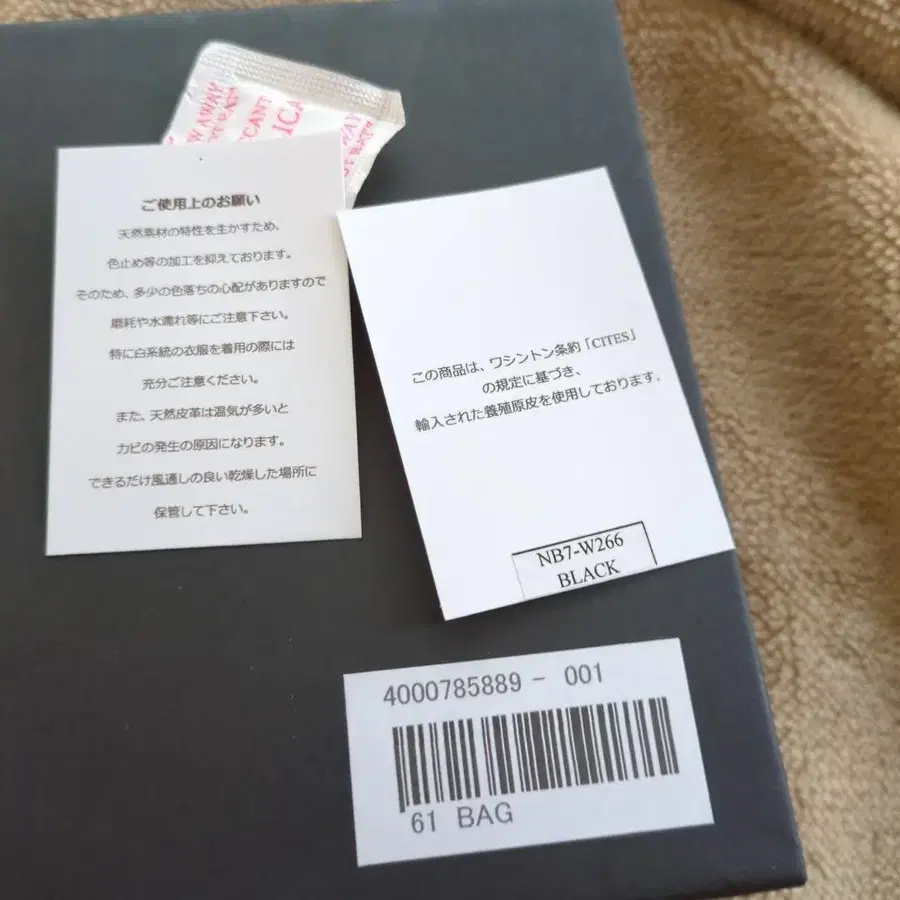 W AWAY
T EAT"
CCANT
ICA
WAY
ご使用上のお願い
天然素材の特性を生かすため、
色止め等の加工を抑えております。
そのため、多少の色落ちの心配がありますので
磨耗や水濡れ等にご注意下さい。
特に白系統の衣服を着用の際には
充分ご注意ください。
また、天然皮革は温気が多いと
カビの発生の原因になります。
できるだけ風通しの良い乾燥した場所に
保管して下さい。
この商品は、ワシントン条約「CITES」
の規定に基づき、
輸入された養殖原皮を使用しております。
NB7-W266
BLACK
4000785889 - 001
61 BAG